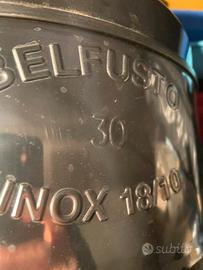 BELFUSTO
30
INOX 18/10
subito